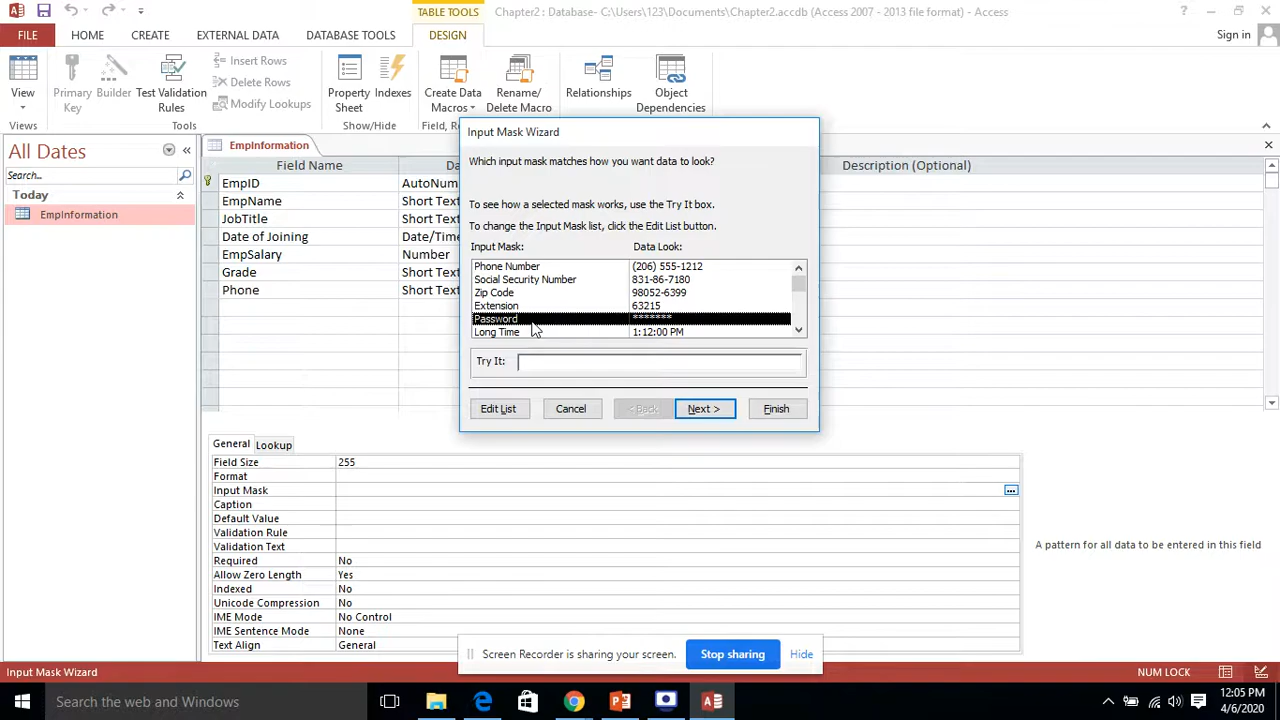 TABLE TOOLS
Chapter2 : Database- C:\Users\123\Documents\Chapter2.accdb (Access 2007 - 2013 file format) - Access
? 
FILE HOME CREATE EXTERNAL DATA DATABASE TOOLS DESIGN Sign in
View
Views
Primary Key
Builder
Test Validation Rules
Insert Rows
Delete Rows
Modify Lookups
Tools
Property Sheet
Indexes
Show/Hide
Create Data Macros
Rename/ Delete Macro
Field, R
Relationships
Object Dependencies
All Dates
Search...
Today
EmpInformation
EmpInformation
Field Name Da Description (Optional)
EmpID AutoNum
EmpName Short Text
JobTitle Short Text
Date of Joining Date/Time
EmpSalary Number
Grade Short Text
Phone Short Text
Input Mask Wizard
Which input mask matches how you want data to look?
To see how a selected mask works, use the Try It box.
To change the Input Mask list, click the Edit List button.
Input Mask: Data Look:
Phone Number (206) 555-1212
Social Security Number 831-86-7180
Zip Code 98052-6399
Extension 63215
Password *******
Long Time 1:12:00 PM
Try It:
Edit List Cancel < Back Next > Finish
General Lookup
Field Size 255
Format
Input Mask ...
Caption
Default Value
Validation Rule
Validation Text
Required No
Allow Zero Length Yes
Indexed No
Unicode Compression No
IME Mode No Control
IME Sentence Mode None
Text Align General
A pattern for all data to be entered in this field
Screen Recorder is sharing your screen. Stop sharing Hide
Input Mask Wizard NUM LOCK
Search the web and Windows
12:05 PM
4/6/2020